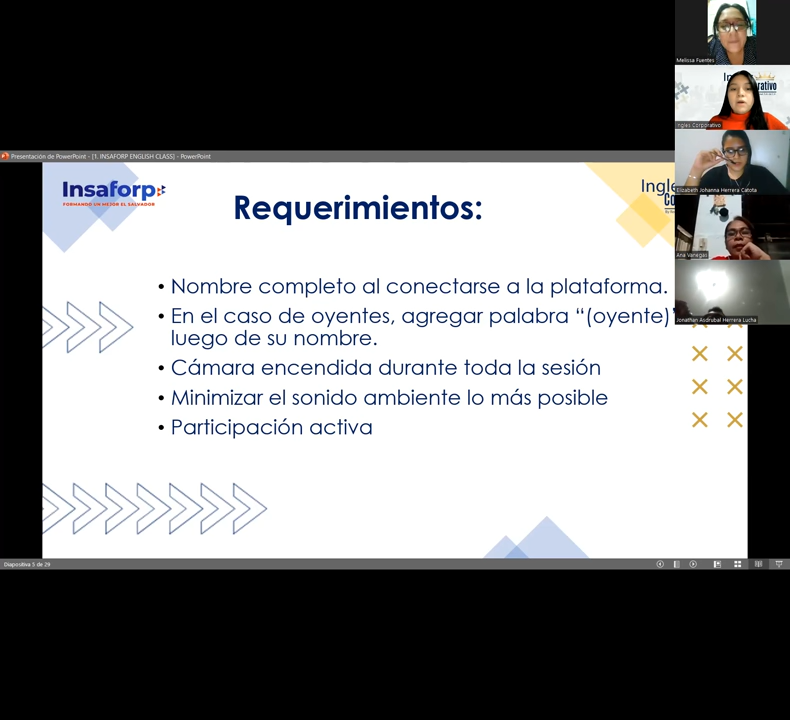 Melissa Fuentes
Ingles Corporativo
Elizabeth Johanna Herrera Catota
Ana Vanegas
Jonathan Asdrubal Herrera Lucha
Presentación de PowerPoint - [1. INSAFORP ENGLISH CLASS] - PowerPoint
Insaforp
FORMANDO UN MEJOR EL SALVADOR
Requerimientos:
• Nombre completo al conectarse a la plataforma.
• En el caso de oyentes, agregar palabra “(oyente)”
luego de su nombre.
• Cámara encendida durante toda la sesión
• Minimizar el sonido ambiente lo más posible
• Participación activa
Diapositiva 5 de 29